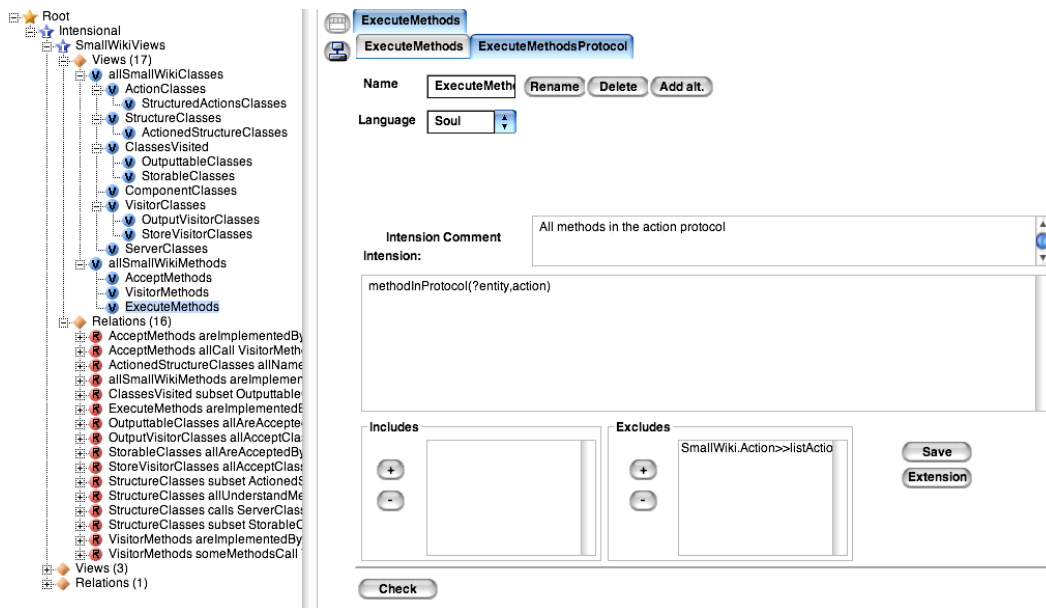 Root
Intensional
SmallWikiViews
Views (17)
allSmallWikiClasses
ActionClasses
StructuredActionsClasses
StructureClasses
ActionedStructureClasses
ClassesVisited
OutputtableClasses
StorableClasses
ComponentClasses
VisitorClasses
OutputVisitorClasses
StoreVisitorClasses
ServerClasses
allSmallWikiMethods
AcceptMethods
VisitorMethods
ExecuteMethods
Relations (16)
AcceptMethods areImplementedBy
AcceptMethods allCall VisitorMeth
ActionedStructureClasses allName
allSmallWikiMethods areImplemen
ClassesVisited subset Outputtable
ExecuteMethods areImplementedB
OutputtableClasses allAreAccepte
OutputVisitorClasses allAcceptCla
StorableClasses allAreAcceptedBy
StoreVisitorClasses allAcceptClas
StructureClasses subset ActionedS
StructureClasses allUnderstandMe
StructureClasses calls ServerClas
StructureClasses subset StorableC
VisitorMethods areImplementedBy
VisitorMethods someMethodsCall
Views (3)
Relations (1)
ExecuteMethods
ExecuteMethods ExecuteMethodsProtocol
Name ExecuteMeth Rename Delete Add alt.
Language Soul
Intension Comment All methods in the action protocol
Intension:
methodInProtocol(?entity,action)
Includes Excludes
SmallWiki.Action>>listActio
+ + Save
- - Extension
Check